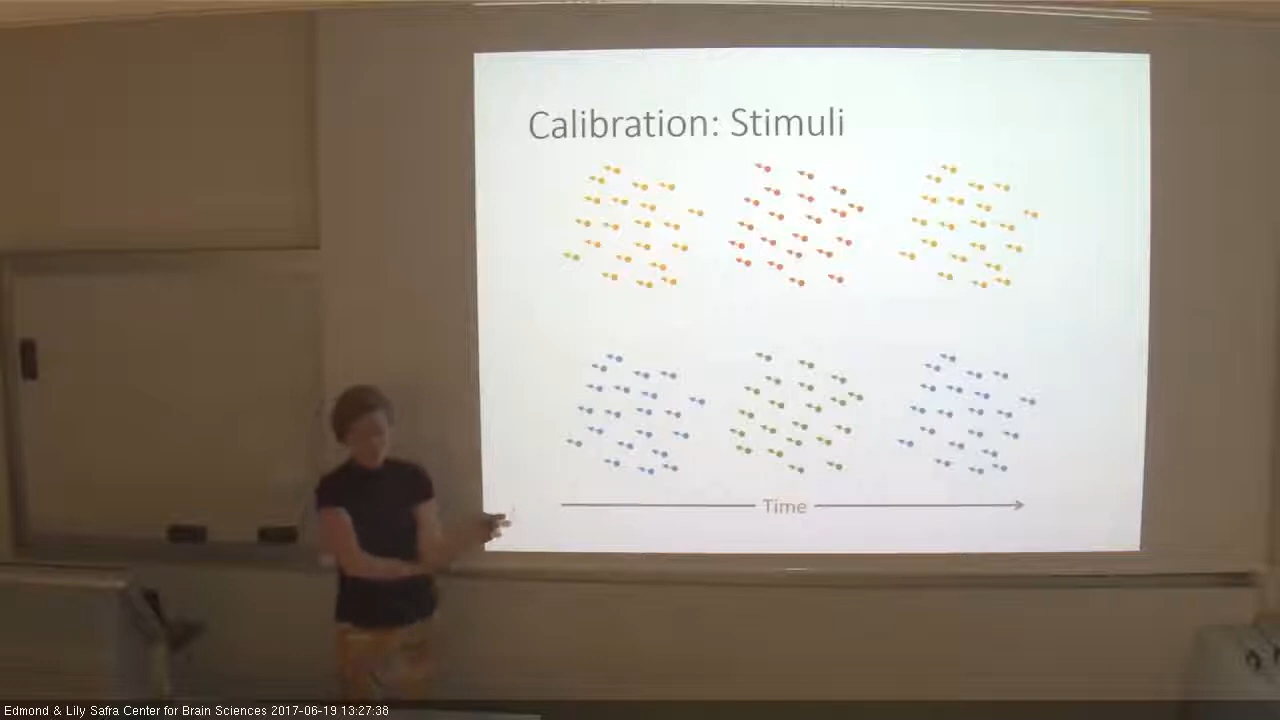 Calibration: Stimuli
Time
Edmond & Lily Safra Center for Brain Sciences 2017-06-19 13:27:38